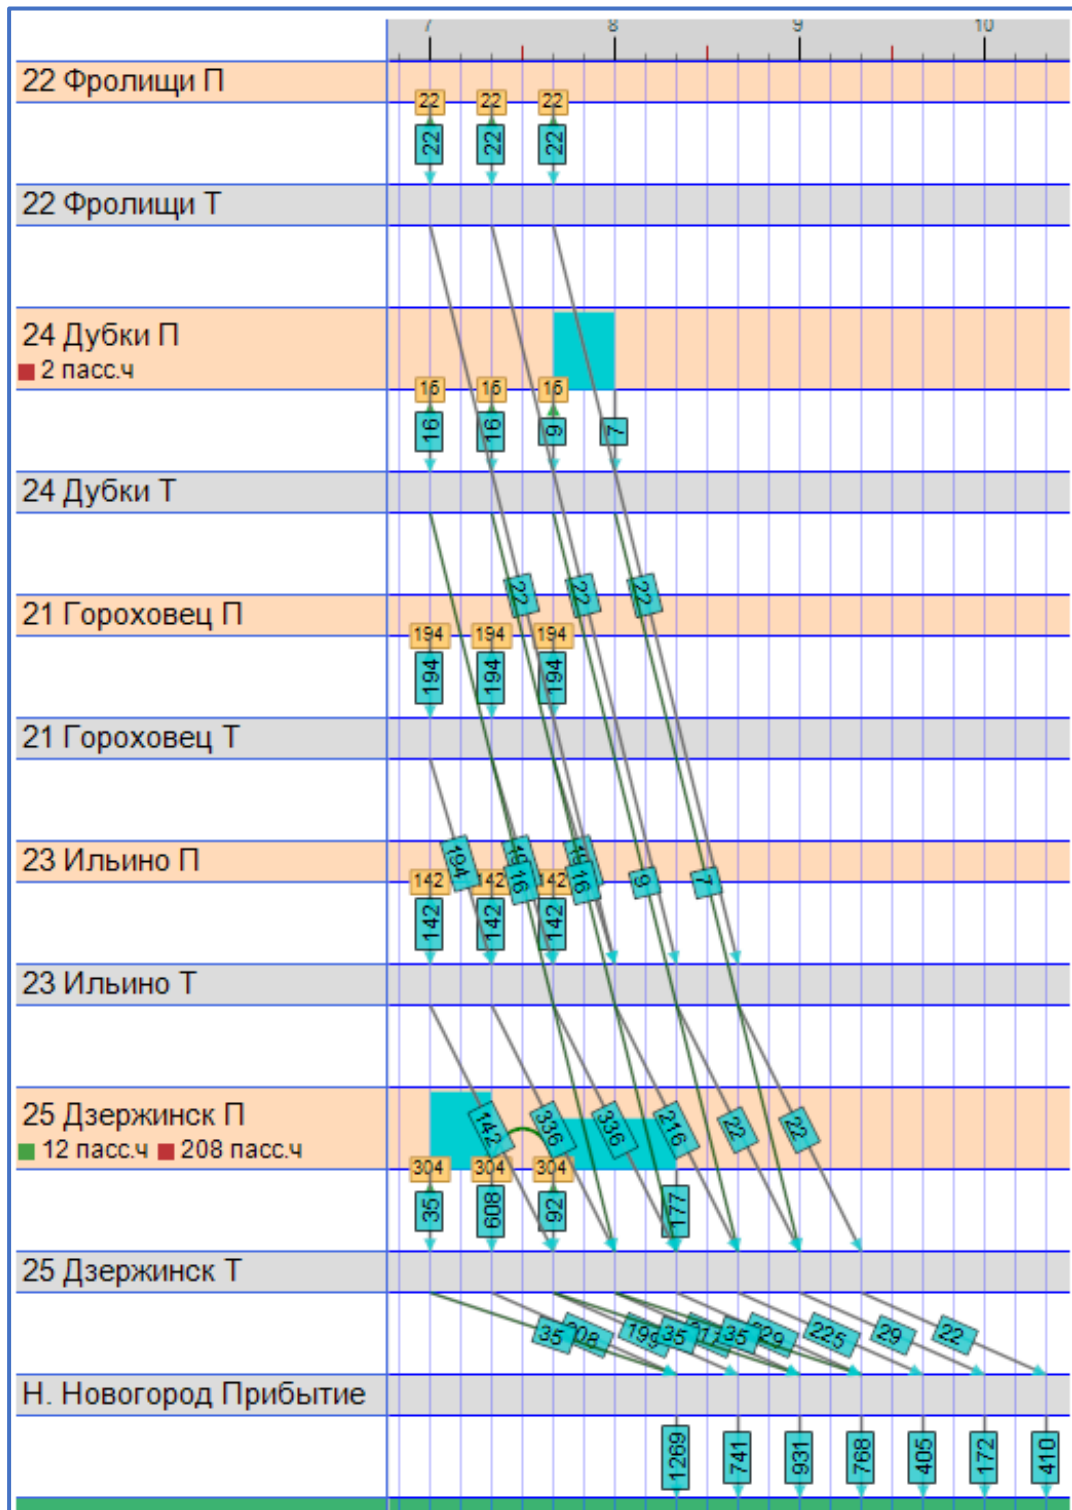 7 8 9 10
22 Фролищи П
22 22 22
22 22 22
22 Фролищи Т
24 Дубки П
2 пасс.ч
16 16 16
16 16 9 7
24 Дубки Т
22 22 22
21 Гороховец П
194 194 194
194 194 194
21 Гороховец Т
194
23 Ильино П
142 142 142
16 16 9 7
142 142 142
23 Ильино Т
25 Дзержинск П
142 336 336 216 22 22
12 пасс.ч 208 пасс.ч
304 304 304
35 608 92 177
25 Дзержинск Т
35 199 35 35 225 29 22
Н. Новогород Прибытие
1269 741 931 768 405 172 410